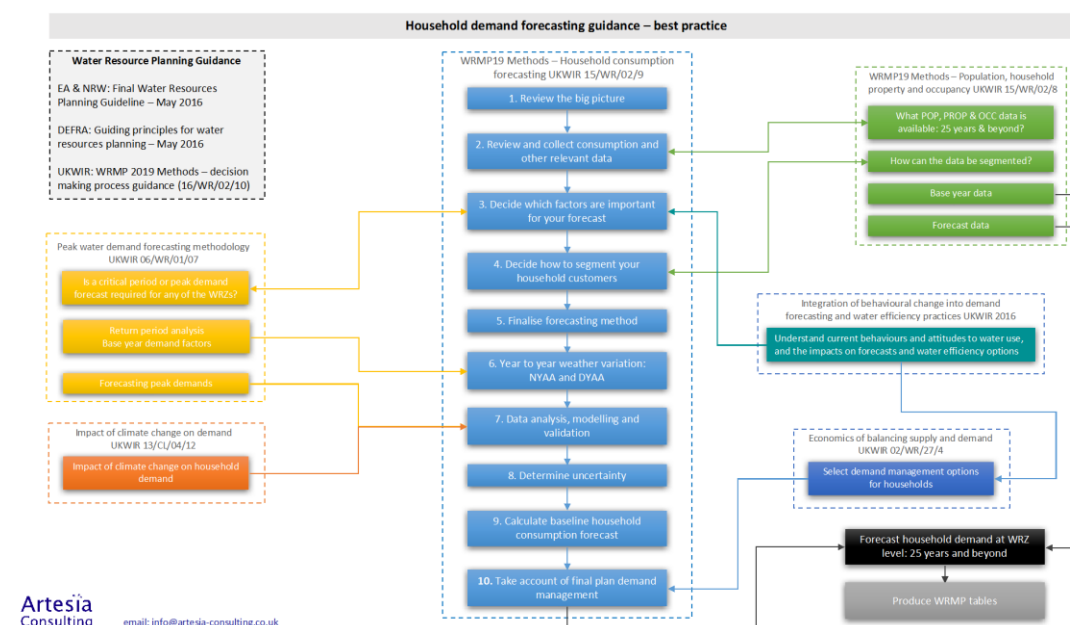 Household demand forecasting guidance – best practice
Water Resource Planning Guidance
EA & NRW: Final Water Resources
Planning Guideline – May 2016
DEFRA: Guiding principles for water
resources planning – May 2016
UKWIR: WRMP 2019 Methods – decision
making process guidance (16/WR/02/10)
Peak water demand forecasting methodology
UKWIR 06/WR/01/07
Is a critical period or peak demand
forecast required for any of the WRZs?
Return period analysis
Base year demand factors
Forecasting peak demands
Impact of climate change on demand
UKWIR 13/CL/04/12
Impact of climate change on household
demand
WRMP19 Methods – Household consumption
forecasting UKWIR 15/WR/02/9
1. Review the big picture
2. Review and collect consumption and
other relevant data
3. Decide which factors are important
for your forecast
4. Decide how to segment your
household customers
5. Finalise forecasting method
6. Year to year weather variation:
NYAA and DYAA
7. Data analysis, modelling and
validation
8. Determine uncertainty
9. Calculate baseline household
consumption forecast
10. Take account of final plan demand
management
WRMP19 Methods – Population, household
property and occupancy UKWIR 15/WR/02/8
What POP, PROP & OCC data is
available: 25 years & beyond?
How can the data be segmented?
Base year data
Forecast data
Integration of behavioural change into demand
forecasting and water efficiency practices UKWIR 2016
Understand current behaviours and attitudes to water use,
and the impacts on forecasts and water efficiency options
Economics of balancing supply and demand
UKWIR 02/WR/27/4
Select demand management options
for households
Forecast household demand at WRZ
level: 25 years and beyond
Produce WRMP tables
Artesia
Consulting
email: info@artesia-consulting.co.uk